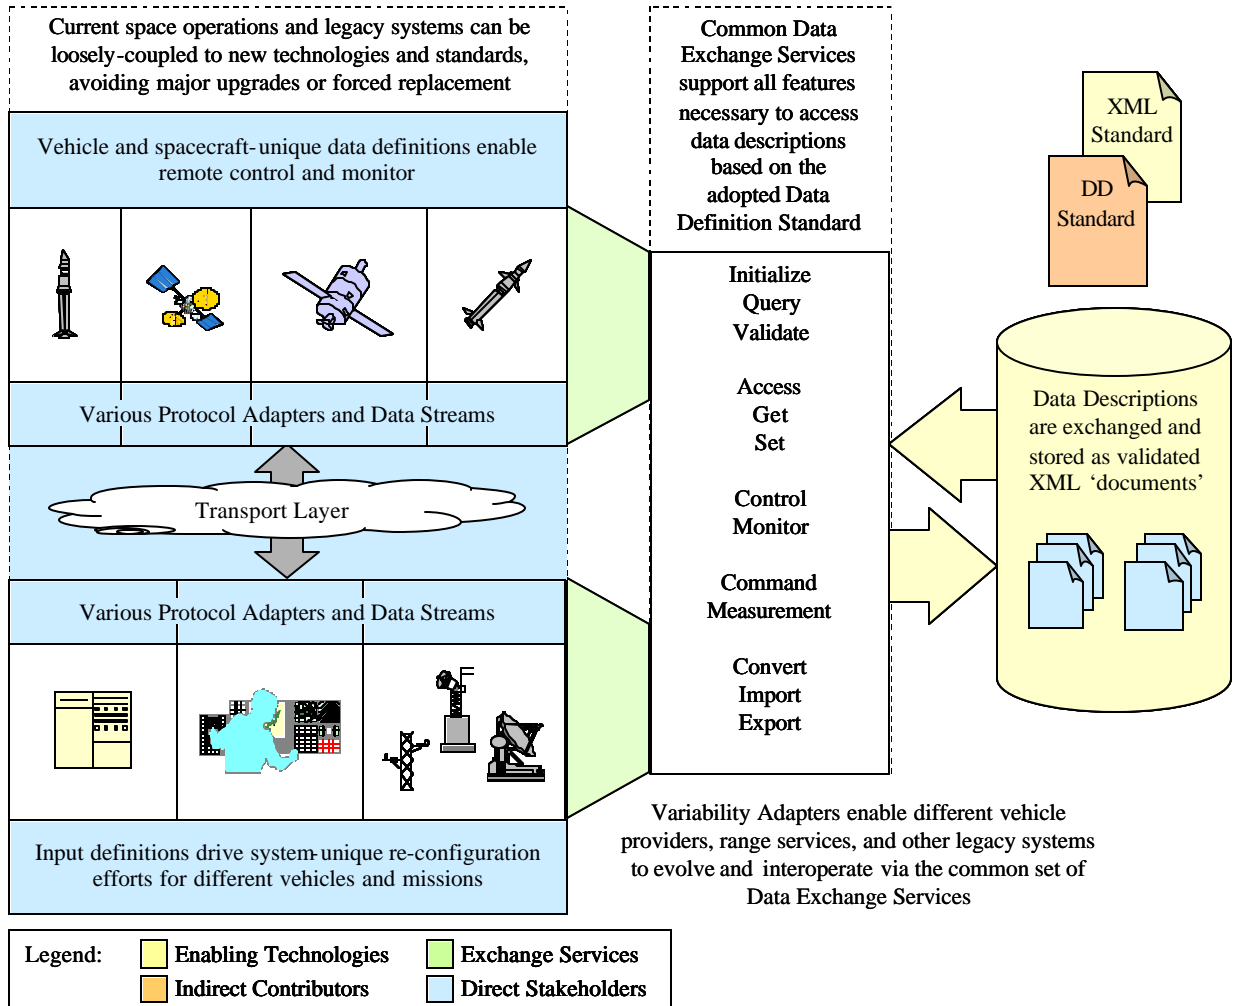 Current space operations and legacy systems can be
loosely-coupled to new technologies and standards,
avoiding major upgrades or forced replacement
Vehicle and spacecraft-unique data definitions enable
remote control and monitor
Various Protocol Adapters and Data Streams
Transport Layer
Various Protocol Adapters and Data Streams
Input definitions drive system-unique re-configuration
efforts for different vehicles and missions
Common Data
Exchange Services
support all features
necessary to access
data descriptions
based on the
adopted Data
Definition Standard
Initialize
Query
Validate
Access
Get
Set
Control
Monitor
Command
Measurement
Convert
Import
Export
XML
Standard
DD
Standard
Data Descriptions
are exchanged and
stored as validated
XML ‘documents’
Variability Adapters enable different vehicle
providers, range services, and other legacy systems
to evolve and interoperate via the common set of
Data Exchange Services
Legend:
Enabling Technologies
Exchange Services
Indirect Contributors
Direct Stakeholders